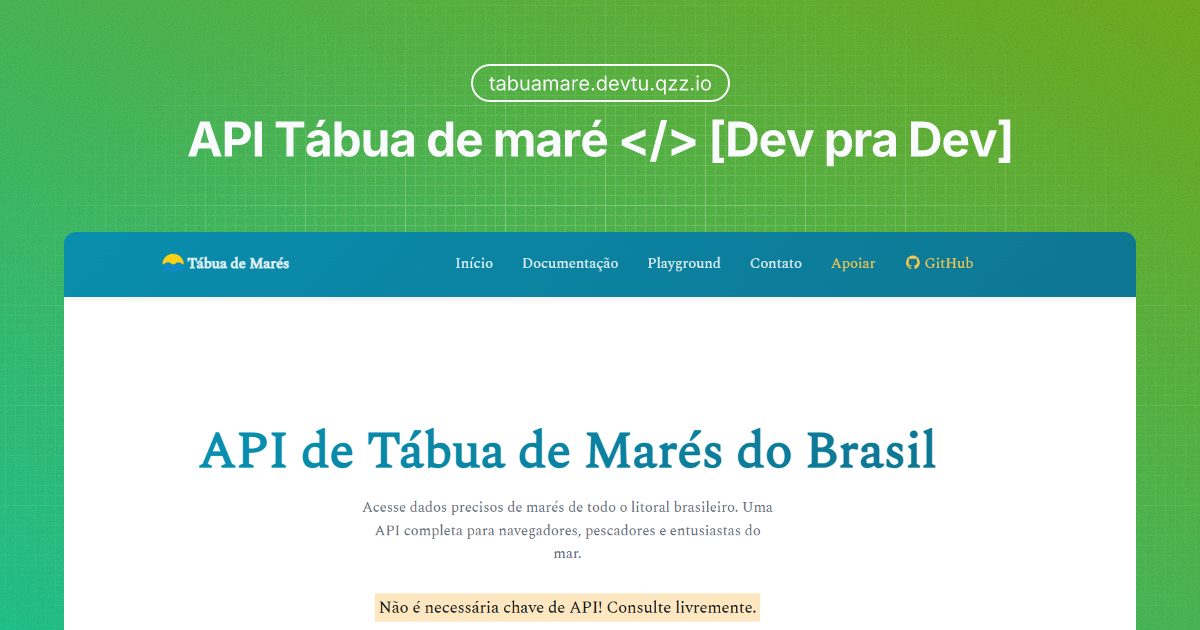 tabuamare.devtu.qzz.io
API Tábua de maré </> [Dev pra Dev]
Tábua de Marés Início Documentação Playground Contato Apoiar GitHub
API de Tábua de Marés do Brasil
Acesse dados precisos de marés de todo o litoral brasileiro. Uma
API completa para navegadores, pescadores e entusiastas do
mar.
Não é necessária chave de API! Consulte livremente.